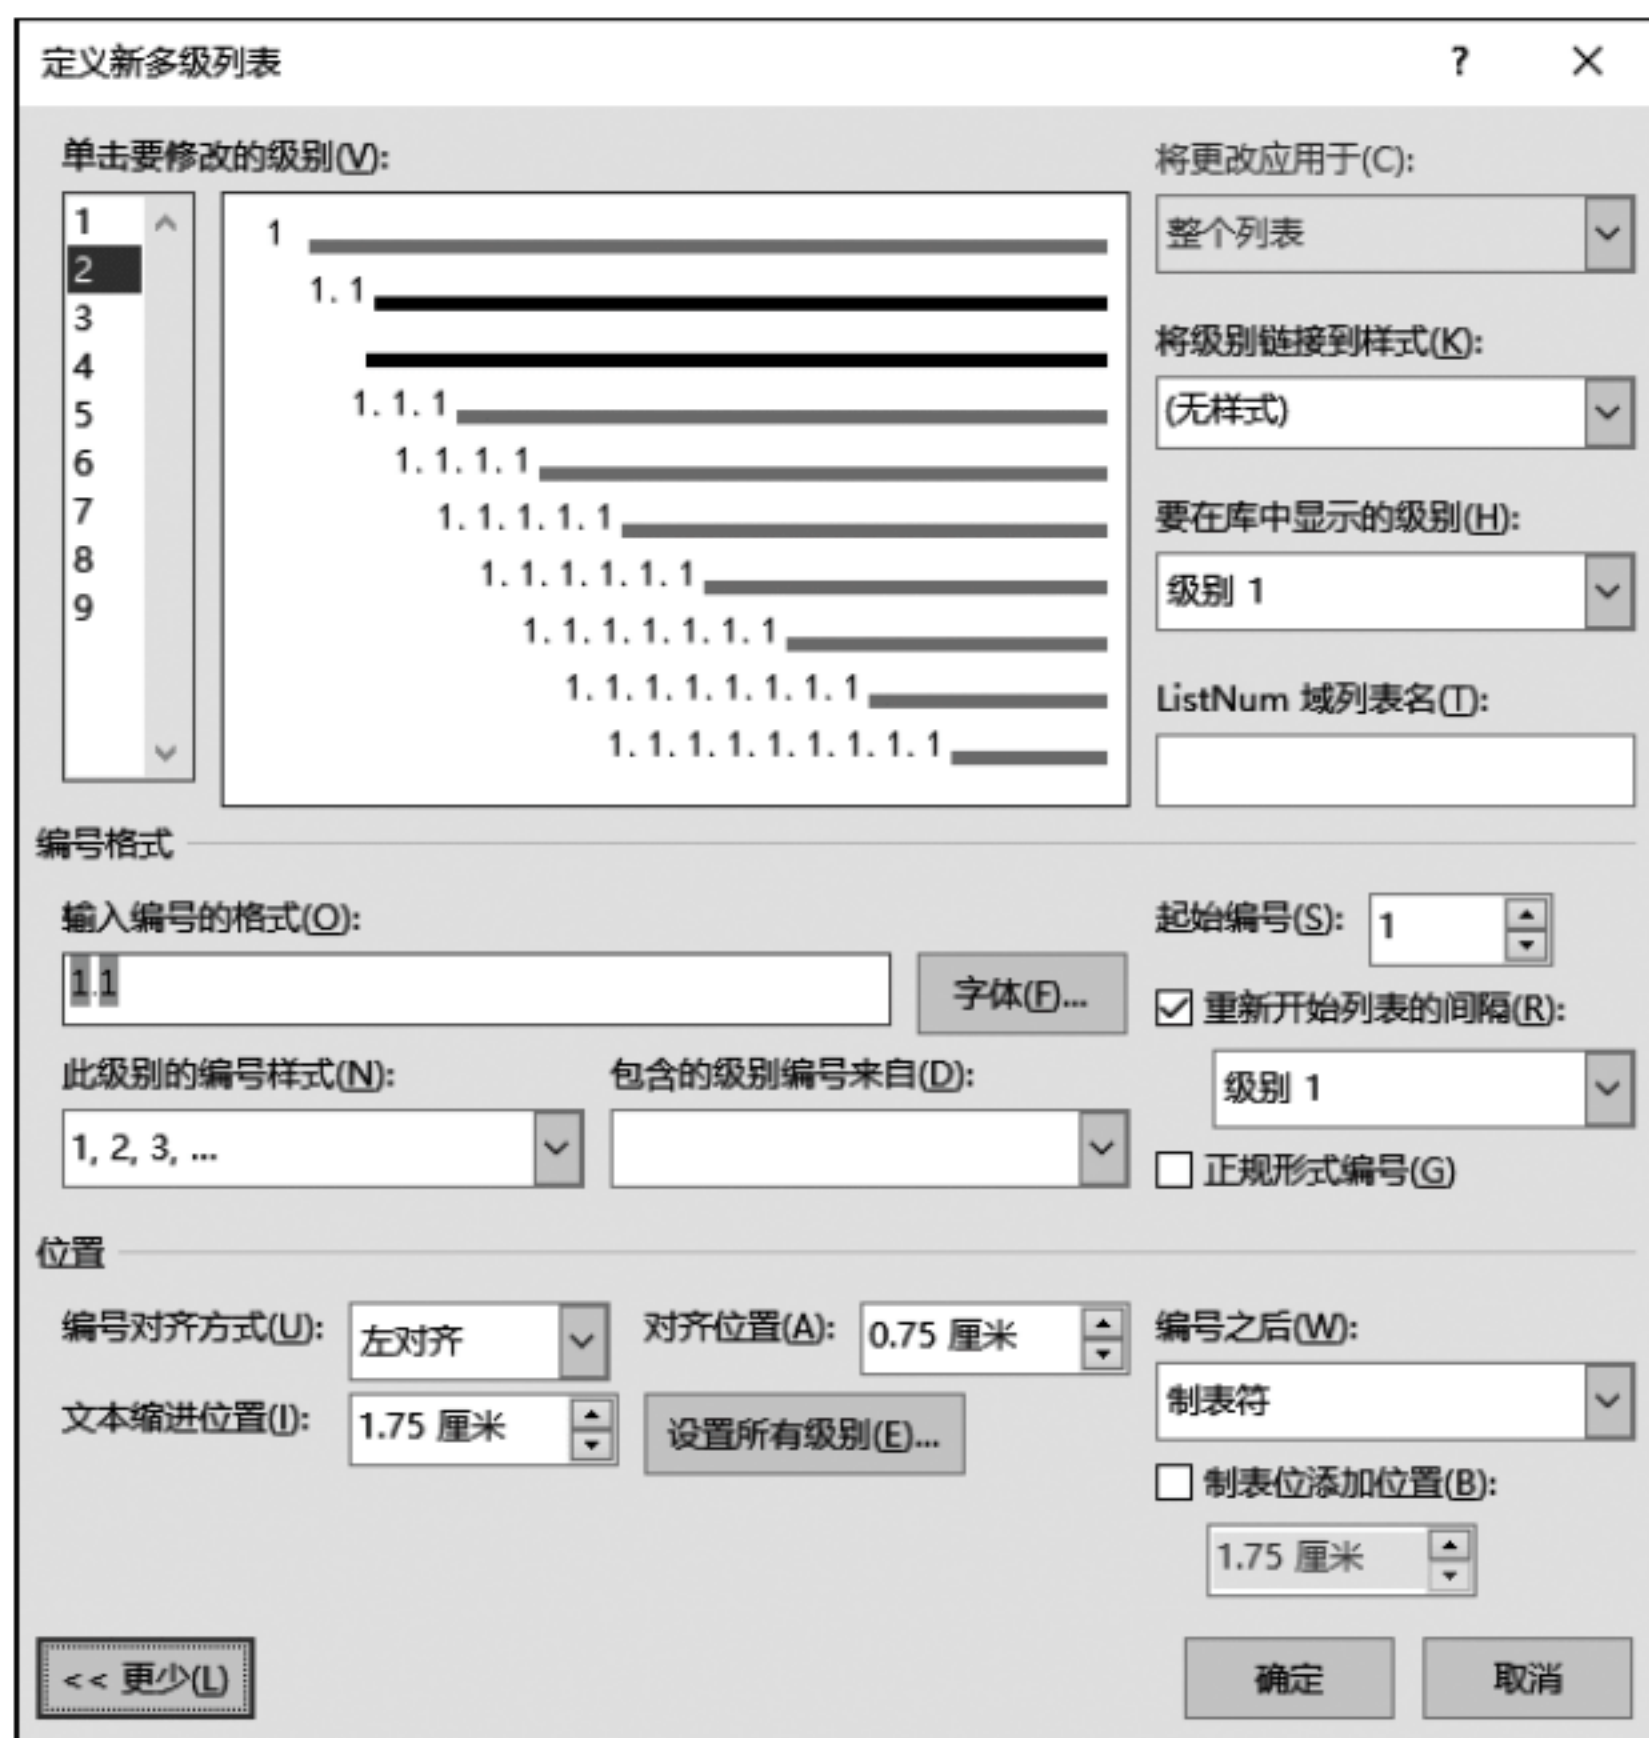 定义新多级列表 ?
单击要修改的级别(V):
1
2
3
4
5
6
7
8
9
1
1.1
1.1.1
1.1.1.1
1.1.1.1.1
1.1.1.1.1.1
1.1.1.1.1.1.1
1.1.1.1.1.1.1.1
1.1.1.1.1.1.1.1.1
将更改应用于(C):
整个列表
将级别链接到样式(K):
(无样式)
要在库中显示的级别(H):
级别 1
ListNum 域列表名(T):
编号格式
输入编号的格式(O):
1.1
字体(F)...
起始编号(S): 1
重新开始列表的间隔(R):
级别 1
此级别的编号样式(N):
1, 2, 3, ...
包含的级别编号来自(D):
正规形式编号(G)
位置
编号对齐方式(U): 左对齐 对齐位置(A): 0.75 厘米
文本缩进位置(I): 1.75 厘米 设置所有级别(E)...
编号之后(W):
制表符
制表位添加位置(B):
1.75 厘米
<< 更少(L) 确定 取消